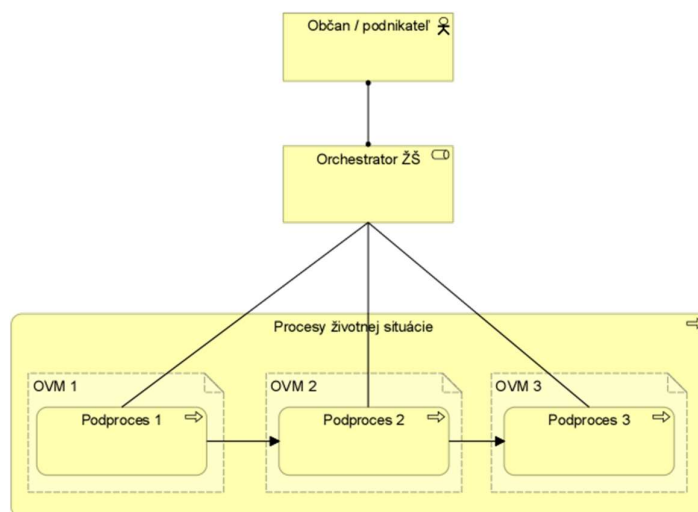 Občan / podnikateľ
Orchestrator ŽŠ
Procesy životnej situácie
OVM 1
OVM 2
OVM 3
Podproces 1
Podproces 2
Podproces 3